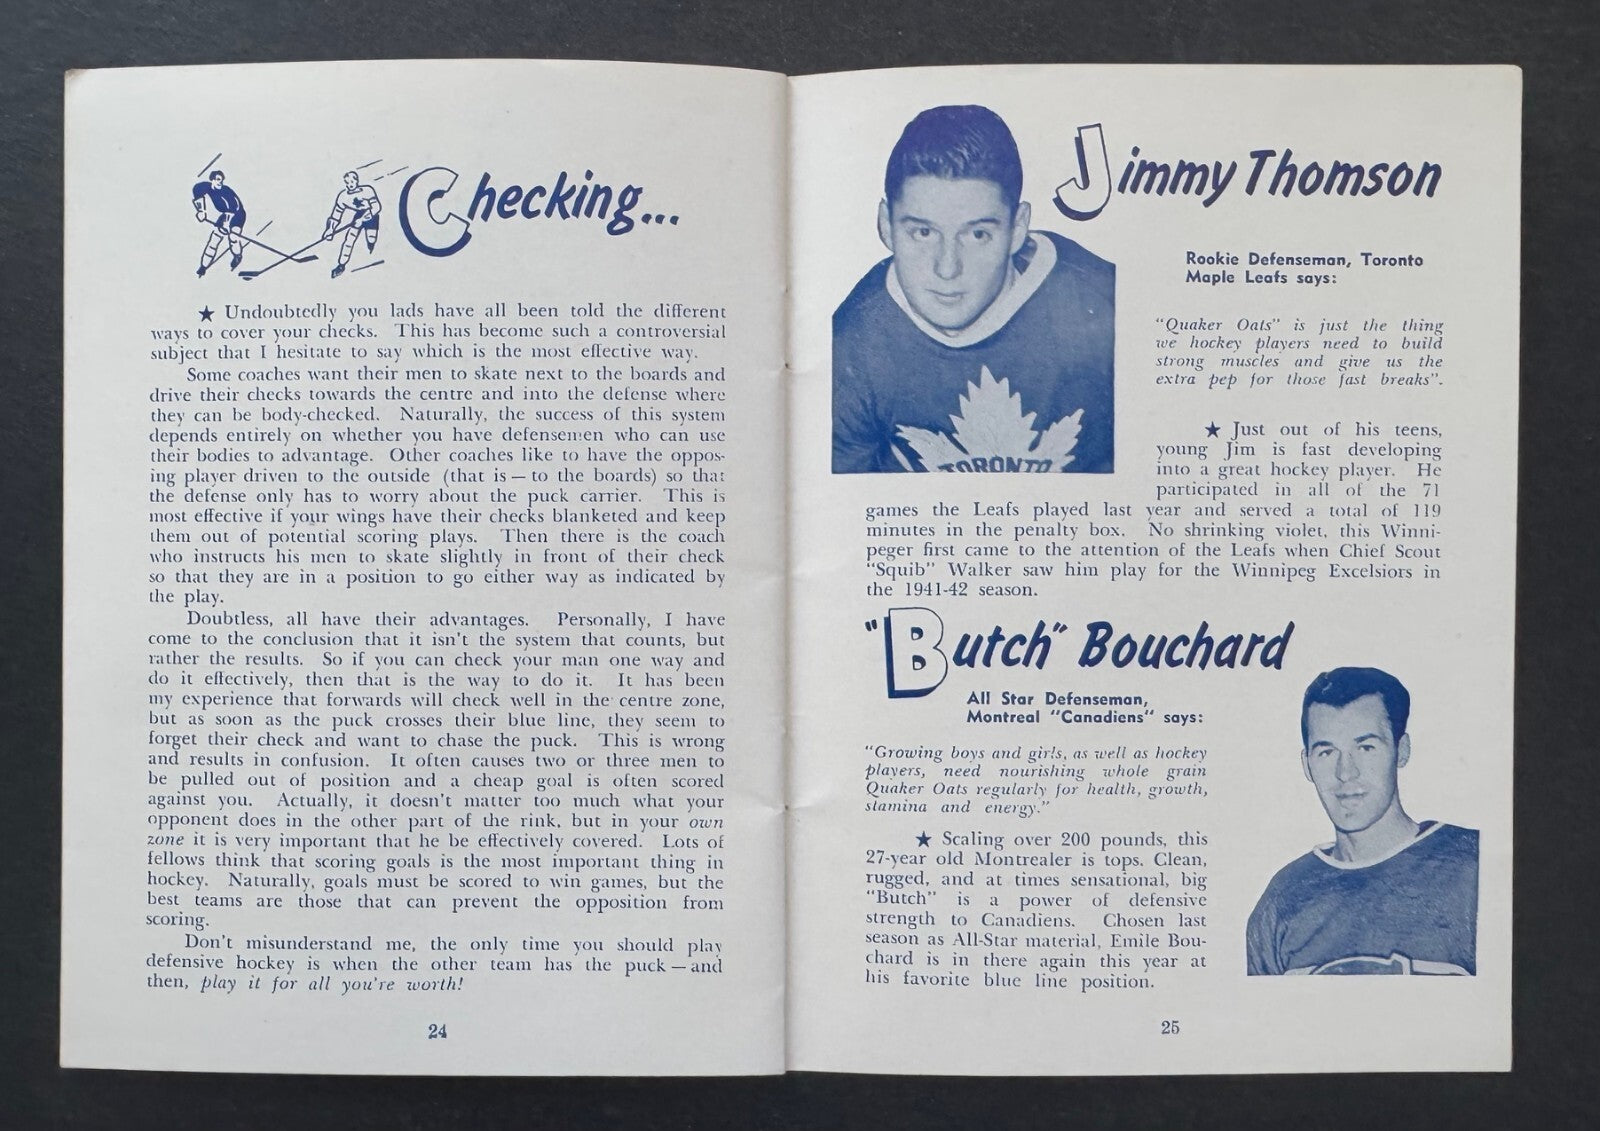 Checking...
★ Undoubtedly you lads have all been told the different
ways to cover your checks. This has become such a controversial
subject that I hesitate to say which is the most effective way.
Some coaches want their men to skate next to the boards and
drive their checks towards the centre and into the defense where
they can be body-checked. Naturally, the success of this system
depends entirely on whether you have defensemen who can use
their bodies to advantage. Other coaches like to have the oppos-
ing player driven to the outside (that is — to the boards) so that
the defense only has to worry about the puck carrier. This is
most effective if your wings have their checks blanketed and keep
them out of potential scoring plays. Then there is the coach
who instructs his men to skate slightly in front of their check
so that they are in a position to go either way as indicated by
the play.
Doubtless, all have their advantages. Personally, I have
come to the conclusion that it isn't the system that counts, but
rather the results. So if you can check your man one way and
do it effectively, then that is the way to do it. It has been
my experience that forwards will check well in the centre zone,
but as soon as the puck crosses their blue line, they seem to
forget their check and want to chase the puck. This is wrong
and results in confusion. It often causes two or three men to
be pulled out of position and a cheap goal is often scored
against you. Actually, it doesn't matter too much what your
opponent does in the other part of the rink, but in your own
zone it is very important that he be effectively covered. Lots of
fellows think that scoring goals is the most important thing in
hockey. Naturally, goals must be scored to win games, but the
best teams are those that can prevent the opposition from
scoring.
Don't misunderstand me, the only time you should play
defensive hockey is when the other team has the puck — and
then, play it for all you're worth!
24
Jimmy Thomson
Rookie Defenseman, Toronto
Maple Leafs says:
"Quaker Oats" is just the thing
we hockey players need to build
strong muscles and give us the
extra pep for those fast breaks".
TORONTO
★ Just out of his teens,
young Jim is fast developing
into a great hockey player. He
participated in all of the 71
games the Leafs played last year and served a total of 119
minutes in the penalty box. No shrinking violet, this Winni-
peger first came to the attention of the Leafs when Chief Scout
"Squib" Walker saw him play for the Winnipeg Excelsiors in
the 1941-42 season.
"Butch" Bouchard
All Star Defenseman,
Montreal "Canadiens" says:
"Growing boys and girls, as well as hockey
players, need nourishing whole grain
Quaker Oats regularly for health, growth,
stamina and energy."
★ Scaling over 200 pounds, this
27-year old Montrealer is tops. Clean,
rugged, and at times sensational, big
"Butch" is a power of defensive
strength to Canadiens. Chosen last
season as All-Star material, Emile Bou-
chard is in there again this year at
his favorite blue line position.
25